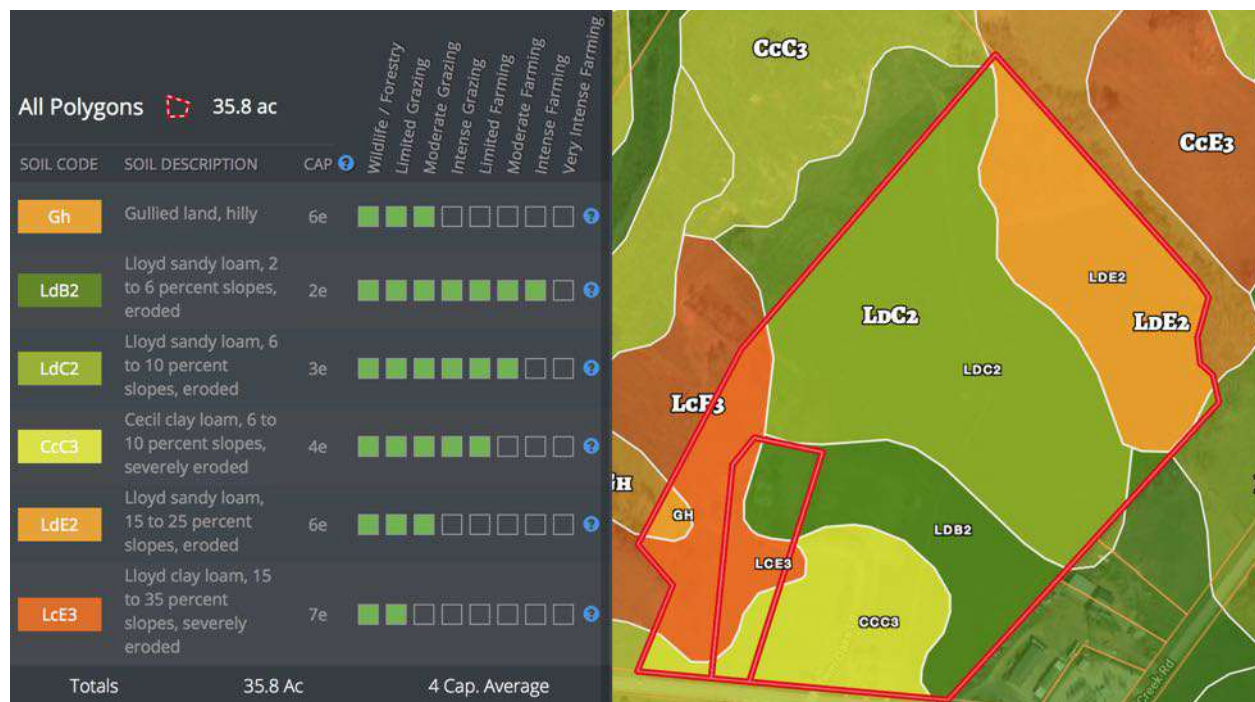 All Polygons 35.8 ac
Wildlife / Forestry
Limited Grazing
Moderate Grazing
Intense Grazing
Limited Farming
Moderate Farming
Intense Farming
Very Intense Farming
SOIL CODE SOIL DESCRIPTION CAP ?
Gh Gullied land, hilly 6e ?
Lloyd sandy loam, 2
LdB2 to 6 percent slopes, 2e ?
eroded
Lloyd sandy loam, 6
LdC2 to 10 percent 3e ?
slopes, eroded
Cecil clay loam, 6 to
CcC3 10 percent slopes, 4e ?
severely eroded
Lloyd sandy loam,
LdE2 15 to 25 percent 6e ?
slopes, eroded
Lloyd clay loam, 15
to 35 percent
LcE3 slopes, severely 7e ?
eroded
Totals 35.8 Ac 4 Cap. Average
CcC3
CcE3
LDE2
LdC2
LdE2
LDC2
LcE3
GH
LDB2
LCE3
CCC3
Creek Rd